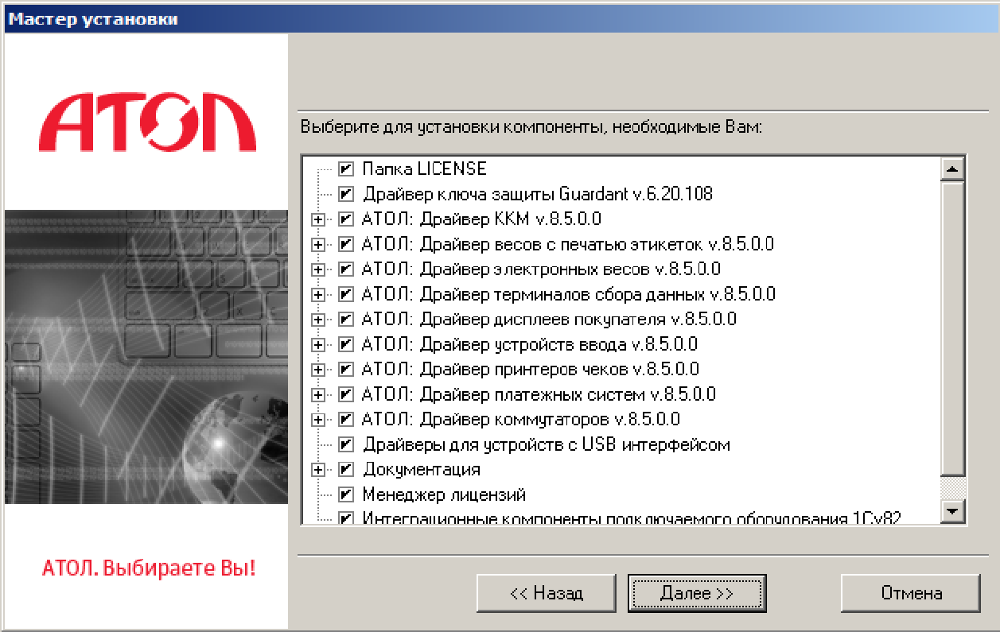 Мастер установки
АТОЛ
Выберите для установки компоненты, необходимые Вам:
Папка LICENSE
Драйвер ключа защиты Guardant v.6.20.108
АТОЛ: Драйвер ККМ v.8.5.0.0
АТОЛ: Драйвер весов с печатью этикеток v.8.5.0.0
АТОЛ: Драйвер электронных весов v.8.5.0.0
АТОЛ: Драйвер терминалов сбора данных v.8.5.0.0
АТОЛ: Драйвер дисплеев покупателя v.8.5.0.0
АТОЛ: Драйвер устройств ввода v.8.5.0.0
АТОЛ: Драйвер принтеров чеков v.8.5.0.0
АТОЛ: Драйвер платежных систем v.8.5.0.0
АТОЛ: Драйвер коммутаторов v.8.5.0.0
Драйверы для устройств с USB интерфейсом
Документация
Менеджер лицензий
Интеграционные компоненты подключаемого оборудования 1Cv82
АТОЛ. Выбираете Вы!
<< Назад
Далее >>
Отмена